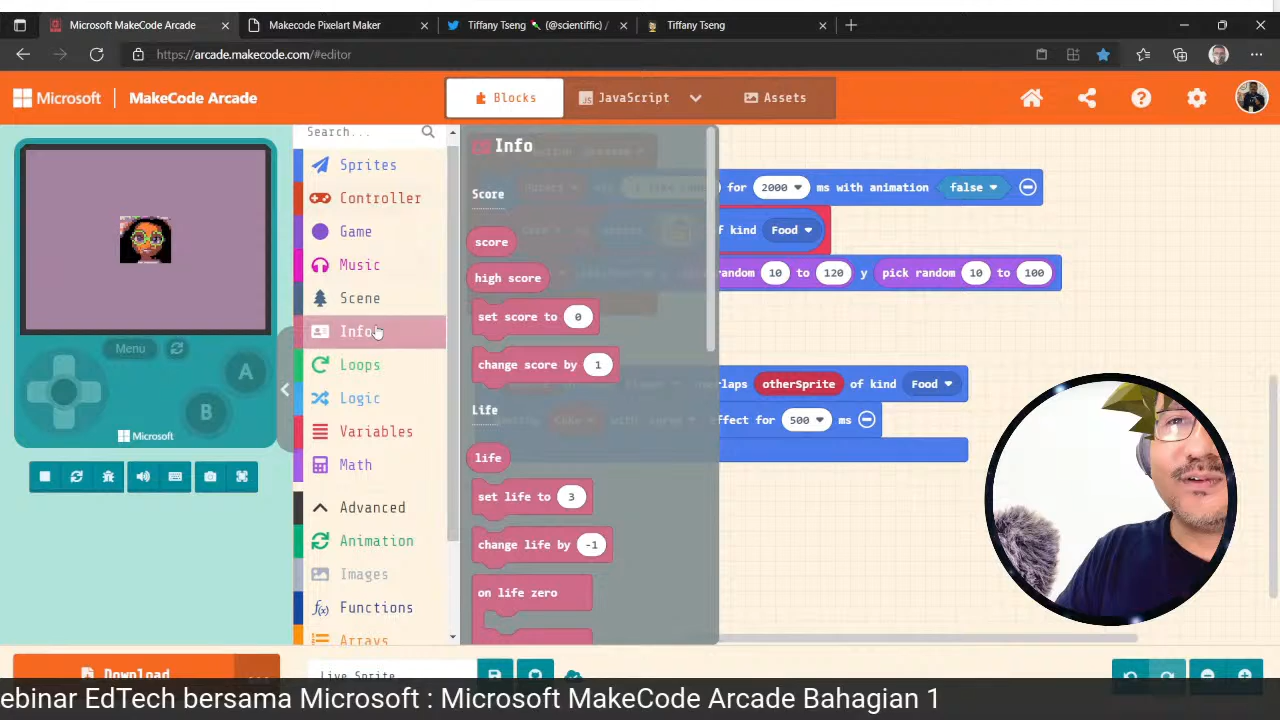 Microsoft MakeCode Arcade
Makecode Pixelart Maker
Tiffany Tseng (@scientiffic) /
Tiffany Tseng
https://arcade.makecode.com/#editor
Microsoft | MakeCode Arcade
Blocks
JavaScript
Assets
Search...
Sprites
Controller
Game
Music
Scene
Info
Loops
Logic
Variables
Math
Advanced
Animation
Images
Functions
Arrays
Info
Score
score
high score
set score to 0
change score by 1
Life
life
set life to 3
change life by -1
on life zero
for 2000 ms with animation false
f kind Food
random 10 to 120 y pick random 10 to 100
overlaps otherSprite of kind Food
effect for 500 ms
Menu
A
B
Microsoft
Download
Live Sprite
ebinar EdTech bersama Microsoft : Microsoft MakeCode Arcade Bahagian 1